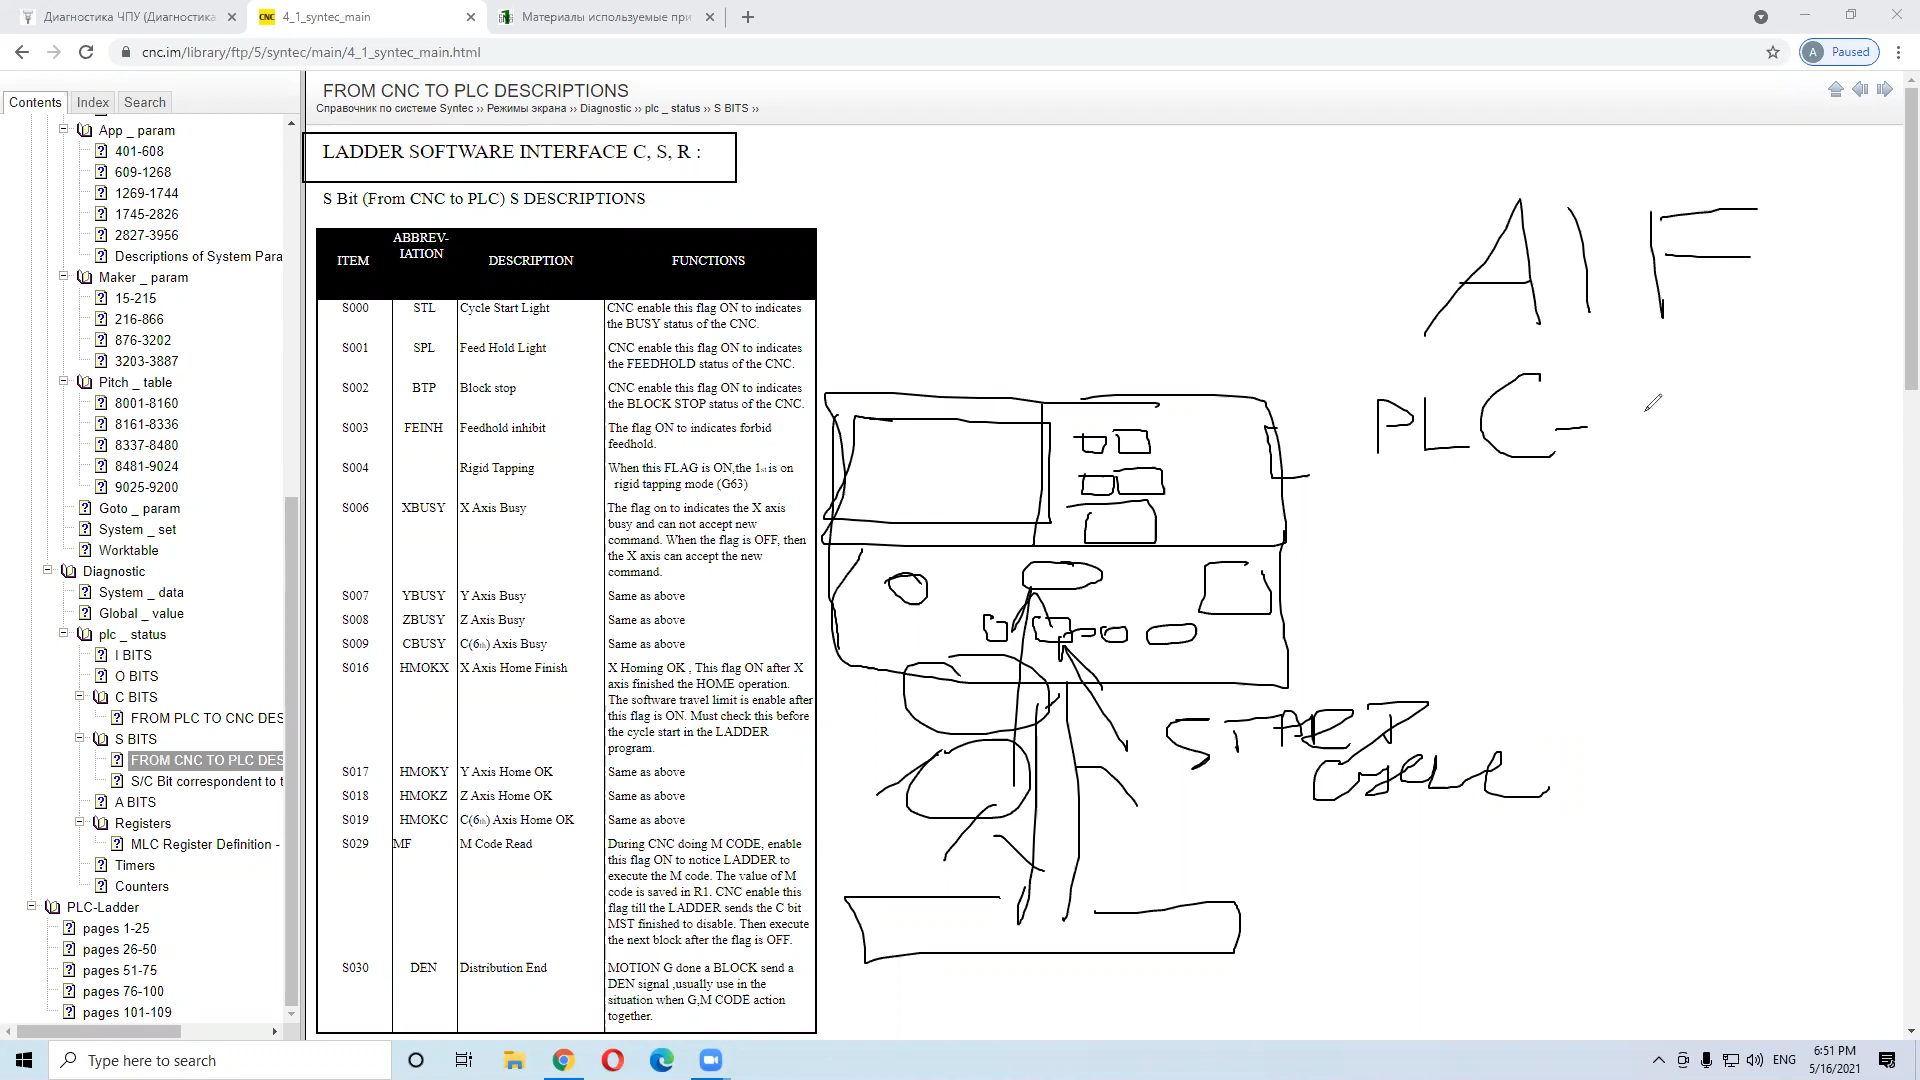 Диагностика ЧПУ (Диагностика
4_1_syntec_main
Материалы используемые при
cnc.im/library/ftp/5/syntec/main/4_1_syntec_main.html
A Paused
Contents Index Search
App _ param
401-608
609-1268
1269-1744
1745-2826
2827-3956
Descriptions of System Para
Maker _ param
15-215
216-866
876-3202
3203-3887
Pitch _ table
8001-8160
8161-8336
8337-8480
8481-9024
9025-9200
Goto _ param
System _ set
Worktable
Diagnostic
System _ data
Global _ value
plc _ status
I BITS
O BITS
C BITS
FROM PLC TO CNC DES
S BITS
FROM CNC TO PLC DES
S/C Bit correspondent to t
A BITS
Registers
MLC Register Definition -
Timers
Counters
PLC-Ladder
pages 1-25
pages 26-50
pages 51-75
pages 76-100
pages 101-109
FROM CNC TO PLC DESCRIPTIONS
Справочник по системе Syntec ›› Режимы экрана ›› Diagnostic ›› plc _ status ›› S BITS ››
LADDER SOFTWARE INTERFACE C, S, R :
S Bit (From CNC to PLC) S DESCRIPTIONS
ITEM ABBREV-IATION DESCRIPTION FUNCTIONS
S000 STL Cycle Start Light CNC enable this flag ON to indicates
the BUSY status of the CNC.
S001 SPL Feed Hold Light CNC enable this flag ON to indicates
the FEEDHOLD status of the CNC.
S002 BTP Block stop CNC enable this flag ON to indicates
the BLOCK STOP status of the CNC.
S003 FEINH Feedhold inhibit The flag ON to indicates forbid
feedhold.
S004 Rigid Tapping When this FLAG is ON,the 1st is on
rigid tapping mode (G63)
S006 XBUSY X Axis Busy The flag on to indicates the X axis
busy and can not accept new
command. When the flag is OFF, then
the X axis can accept the new
command.
S007 YBUSY Y Axis Busy Same as above
S008 ZBUSY Z Axis Busy Same as above
S009 CBUSY C(6th) Axis Busy Same as above
S016 HMOKX X Axis Home Finish X Homing OK , This flag ON after X
axis finished the HOME operation.
The software travel limit is enable after
this flag is ON. Must check this before
the cycle start in the LADDER
program.
S017 HMOKY Y Axis Home OK Same as above
S018 HMOKZ Z Axis Home OK Same as above
S019 HMOKC C(6th) Axis Home OK Same as above
S029 MF M Code Read During CNC doing M CODE, enable
this flag ON to notice LADDER to
execute the M code. The value of M
code is saved in R1. CNC enable this
flag till the LADDER sends the C bit
MST finished to disable. Then execute
the next block after the flag is OFF.
S030 DEN Distribution End MOTION G done a BLOCK send a
DEN signal ,usually use in the
situation when G,M CODE action
together.
PLC-
START
Type here to search
ENG
6:51 PM
5/16/2021